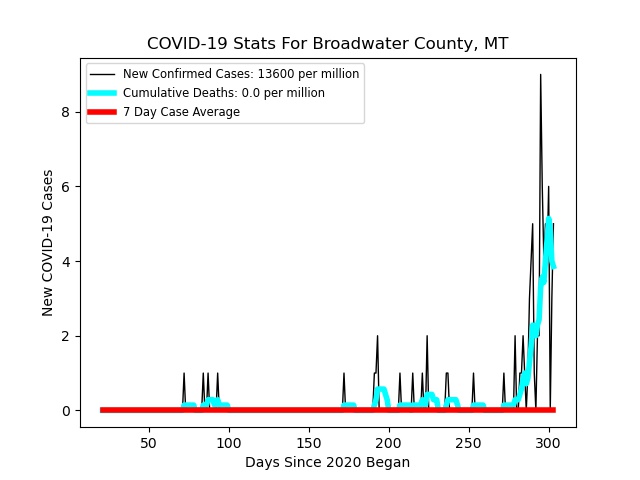 COVID-19 Stats For Broadwater County, MT
New Confirmed Cases: 13600 per million
Cumulative Deaths: 0.0 per million
7 Day Case Average
New COVID-19 Cases
8
6
4
2
0
50 100 150 200 250 300
Days Since 2020 Began